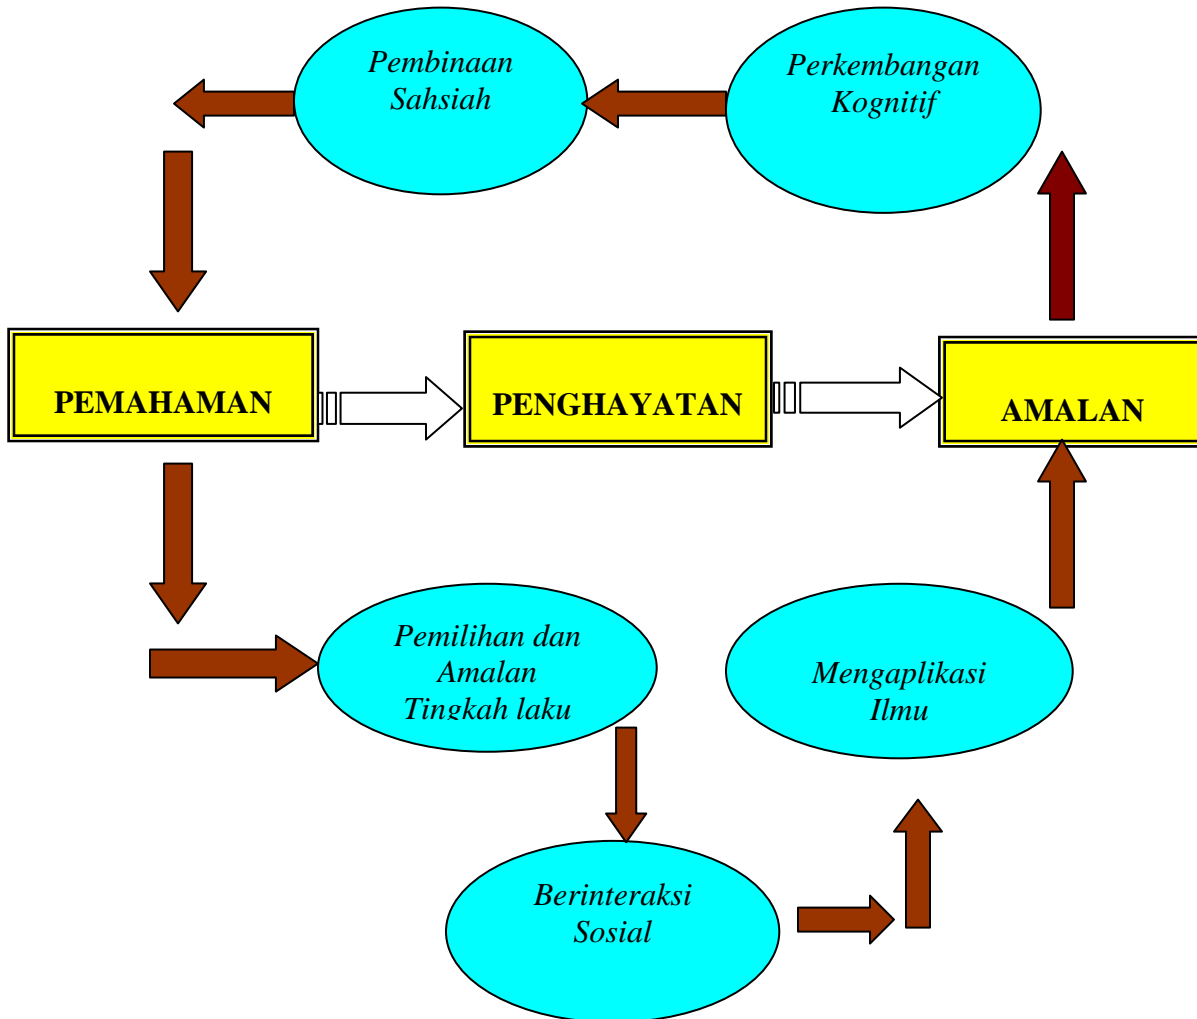 Pembinaan
Sahsiah
Perkembangan
Kognitif
PEMAHAMAN
PENGHAYATAN
AMALAN
Pemilihan dan
Amalan
Tingkah laku
Mengaplikasi
Ilmu
Berinteraksi
Sosial